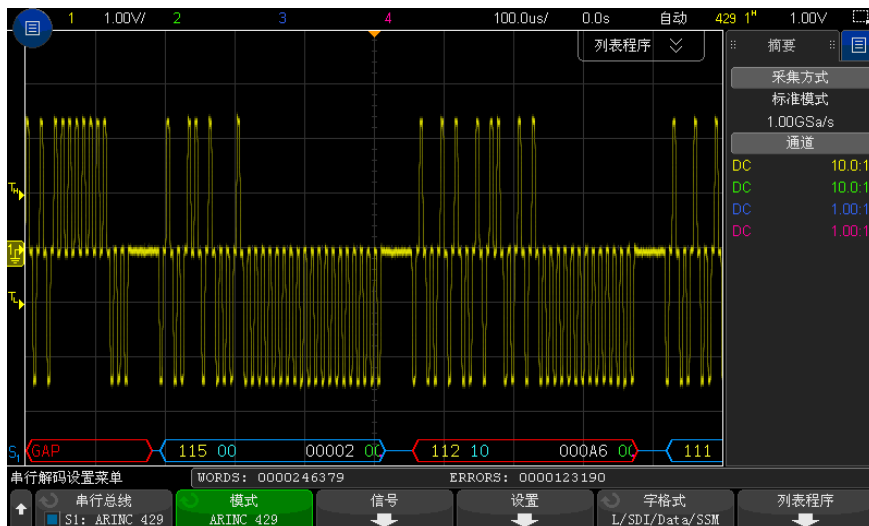 1 1.00V/ 2 3 4 100.0us/ 0.0s 自动 429 1ᴴ 1.00V
列表程序
摘要
采集方式
标准模式
1.00GSa/s
通道
DC 10.0:1
DC 10.0:1
DC 1.00:1
DC 1.00:1
Tʜ
1
Tʟ
S₁ GAP 115 00 00002 00 112 10 000A6 00 111
串行解码设置菜单 WORDS: 0000246379 ERRORS: 0000123190
串行总线 模式 信号 设置 字格式 列表程序
S1: ARINC 429 ARINC 429 L/SDI/Data/SSM